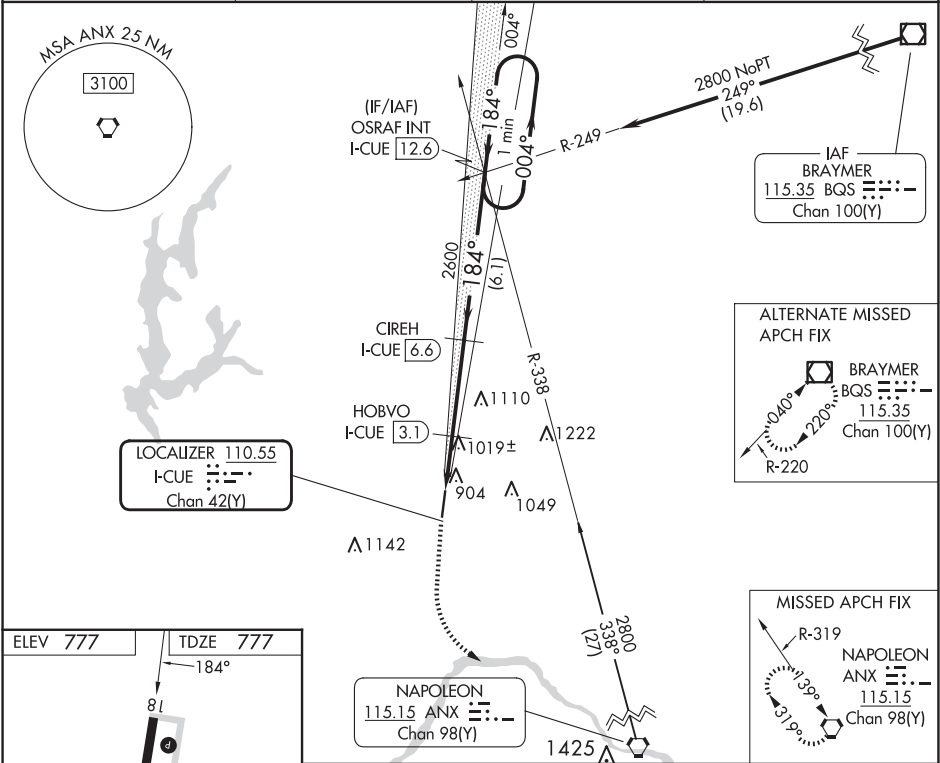 MSA ANX 25 NM
3100
(IF/IAF)
OSRAF INT
I-CUE 12.6
004°
184°
1 min
004°
2800 NoPT
249°
(19.6)
R-249
IAF
BRAYMER
115.35 BQS
Chan 100(Y)
2600
184°
(6.1)
CIREH
I-CUE 6.6
R-338
HOBVO
I-CUE 3.1
1110
1222
1019±
904
1049
1142
LOCALIZER 110.55
I-CUE
Chan 42(Y)
ALTERNATE MISSED
APCH FIX
BRAYMER
BQS
115.35
Chan 100(Y)
040°
220°
R-220
2800
338°
(27)
NAPOLEON
115.15 ANX
Chan 98(Y)
1425
MISSED APCH FIX
R-319
NAPOLEON
ANX
115.15
Chan 98(Y)
139°
319°
ELEV 777
TDZE 777
184°
18
P